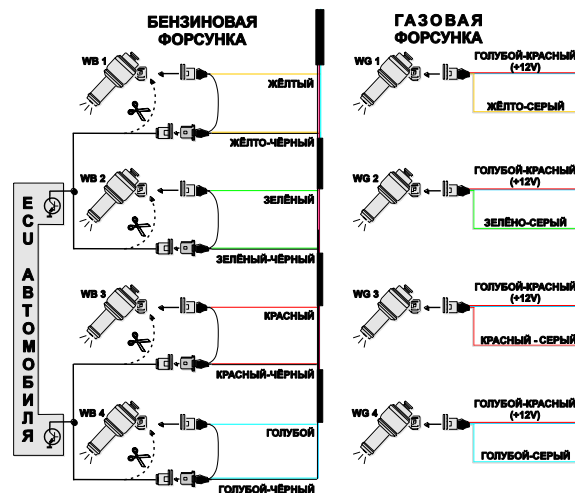 БЕНЗИНОВАЯ
ФОРСУНКА
ГАЗОВАЯ
ФОРСУНКА
WB 1
ЖЁЛТЫЙ
ЖЁЛТО-ЧЁРНЫЙ
WB 2
ЗЕЛЁНЫЙ
ЗЕЛЁНЫЙ-ЧЁРНЫЙ
WB 3
КРАСНЫЙ
КРАСНЫЙ-ЧЁРНЫЙ
WB 4
ГОЛУБОЙ
ГОЛУБОЙ-ЧЁРНЫЙ
ECU АВТОМОБИЛЯ
WG 1
ГОЛУБОЙ-КРАСНЫЙ
(+12V)
ЖЁЛТО-СЕРЫЙ
WG 2
ГОЛУБОЙ-КРАСНЫЙ
(+12V)
ЗЕЛЁНО-СЕРЫЙ
WG 3
ГОЛУБОЙ-КРАСНЫЙ
(+12V)
КРАСНЫЙ - СЕРЫЙ
WG 4
ГОЛУБОЙ-КРАСНЫЙ
(+12V)
ГОЛУБОЙ-СЕРЫЙ